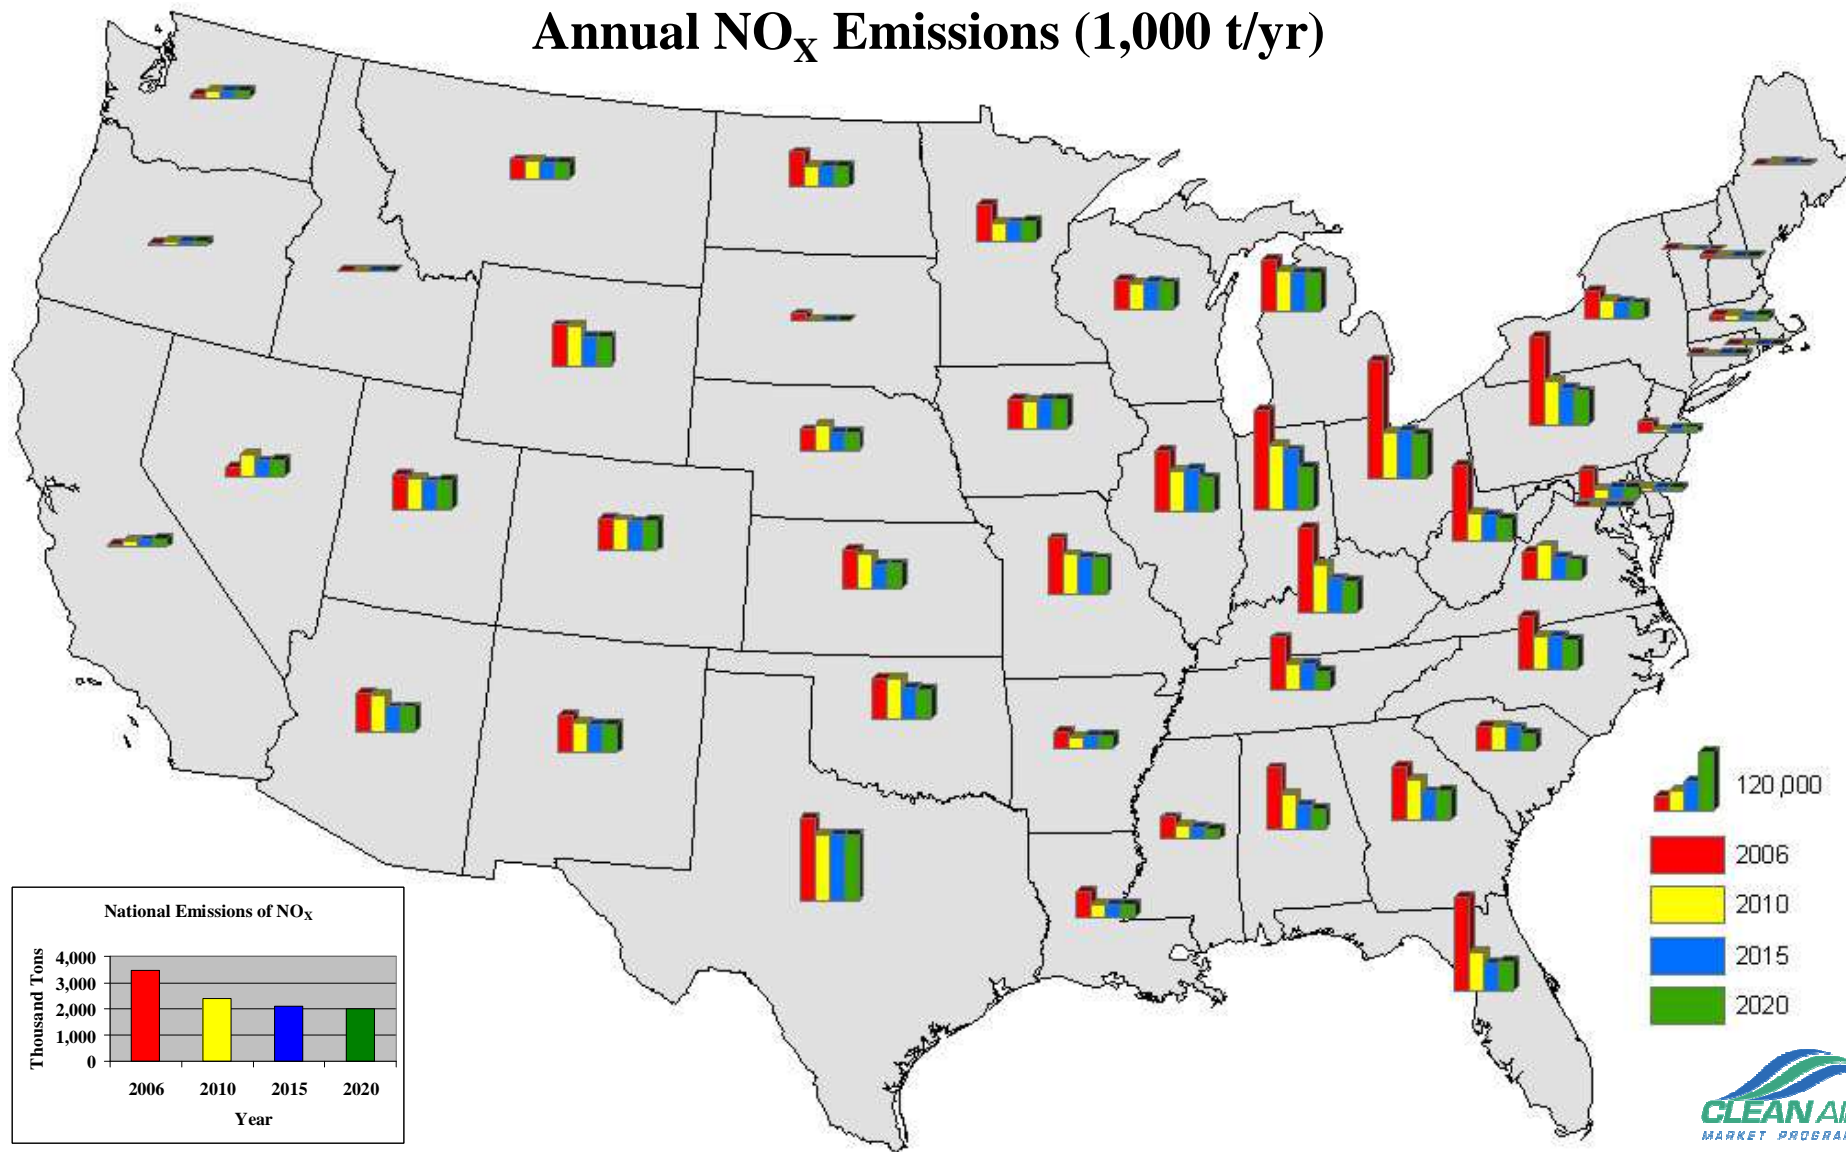 Annual NOX Emissions (1,000 t/yr)
120,000
2006
2010
2015
2020
National Emissions of NOX
Thousand Tons
4,000
3,000
2,000
1,000
0
2006 2010 2015 2020
Year
CLEAN AI
MARKET PROGRA